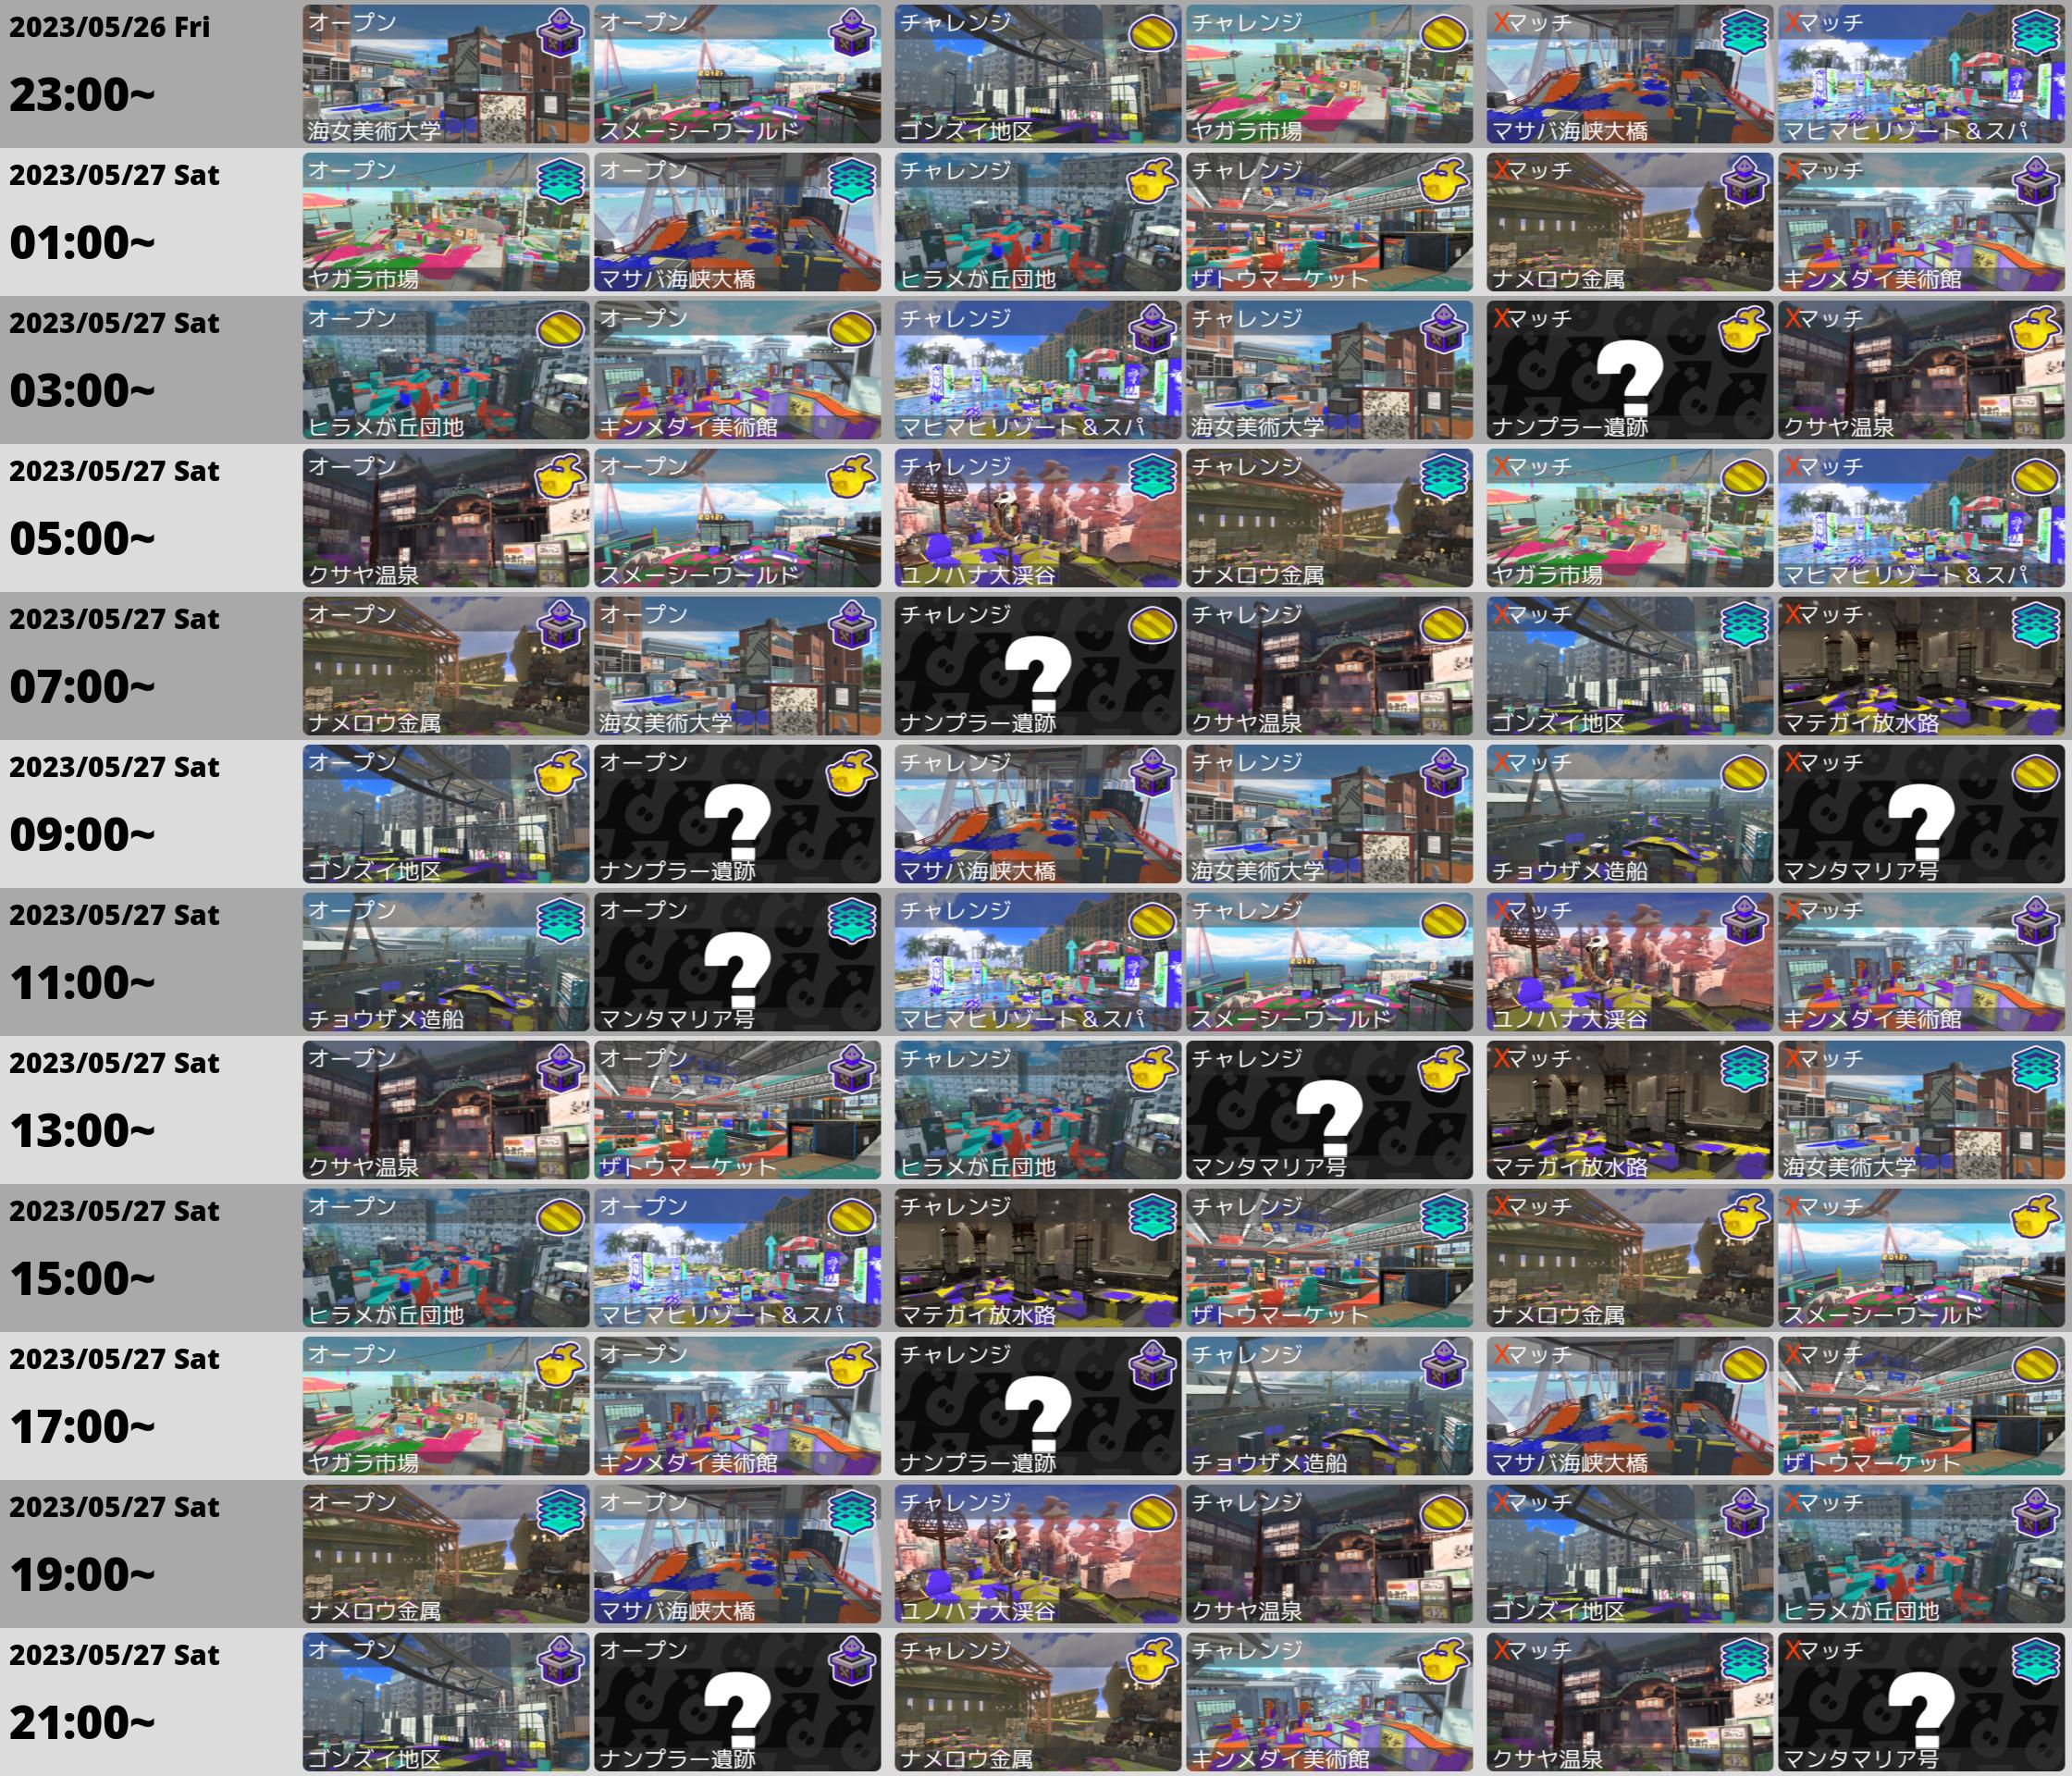 2023/05/26 Fri
23:00~
オープン オープン チャレンジ チャレンジ Xマッチ Xマッチ
海女美術大学 スメーシーワールド ゴンズイ地区 ヤガラ市場 マサバ海峡大橋 マヒマヒリゾート＆スパ
2023/05/27 Sat
01:00~
オープン オープン チャレンジ チャレンジ Xマッチ Xマッチ
ヤガラ市場 マサバ海峡大橋 ヒラメが丘団地 ザトウマーケット ナメロウ金属 キンメダイ美術館
2023/05/27 Sat
03:00~
オープン オープン チャレンジ チャレンジ Xマッチ Xマッチ
?
ヒラメが丘団地 キンメダイ美術館 マヒマヒリゾート＆スパ 海女美術大学 ナンプラー遺跡 クサヤ温泉
2023/05/27 Sat
05:00~
オープン オープン チャレンジ チャレンジ Xマッチ Xマッチ
クサヤ温泉 スメーシーワールド ユノハナ大渓谷 ナメロウ金属 ヤガラ市場 マヒマヒリゾート＆スパ
2023/05/27 Sat
07:00~
オープン オープン チャレンジ チャレンジ Xマッチ Xマッチ
?
ナメロウ金属 海女美術大学 ナンプラー遺跡 クサヤ温泉 ゴンズイ地区 マテガイ放水路
2023/05/27 Sat
09:00~
オープン オープン チャレンジ チャレンジ Xマッチ Xマッチ
? ?
ゴンズイ地区 ナンプラー遺跡 マサバ海峡大橋 海女美術大学 チョウザメ造船 マンタマリア号
2023/05/27 Sat
11:00~
オープン オープン チャレンジ チャレンジ Xマッチ Xマッチ
?
チョウザメ造船 マンタマリア号 マヒマヒリゾート＆スパ スメーシーワールド ユノハナ大渓谷 キンメダイ美術館
2023/05/27 Sat
13:00~
オープン オープン チャレンジ チャレンジ Xマッチ Xマッチ
?
クサヤ温泉 ザトウマーケット ヒラメが丘団地 マンタマリア号 マテガイ放水路 海女美術大学
2023/05/27 Sat
15:00~
オープン オープン チャレンジ チャレンジ Xマッチ Xマッチ
ヒラメが丘団地 マヒマヒリゾート＆スパ マテガイ放水路 ザトウマーケット ナメロウ金属 スメーシーワールド
2023/05/27 Sat
17:00~
オープン オープン チャレンジ チャレンジ Xマッチ Xマッチ
?
ヤガラ市場 キンメダイ美術館 ナンプラー遺跡 チョウザメ造船 マサバ海峡大橋 ザトウマーケット
2023/05/27 Sat
19:00~
オープン オープン チャレンジ チャレンジ Xマッチ Xマッチ
ナメロウ金属 マサバ海峡大橋 ユノハナ大渓谷 クサヤ温泉 ゴンズイ地区 ヒラメが丘団地
2023/05/27 Sat
21:00~
オープン オープン チャレンジ チャレンジ Xマッチ Xマッチ
? ?
ゴンズイ地区 ナンプラー遺跡 ナメロウ金属 キンメダイ美術館 クサヤ温泉 マンタマリア号